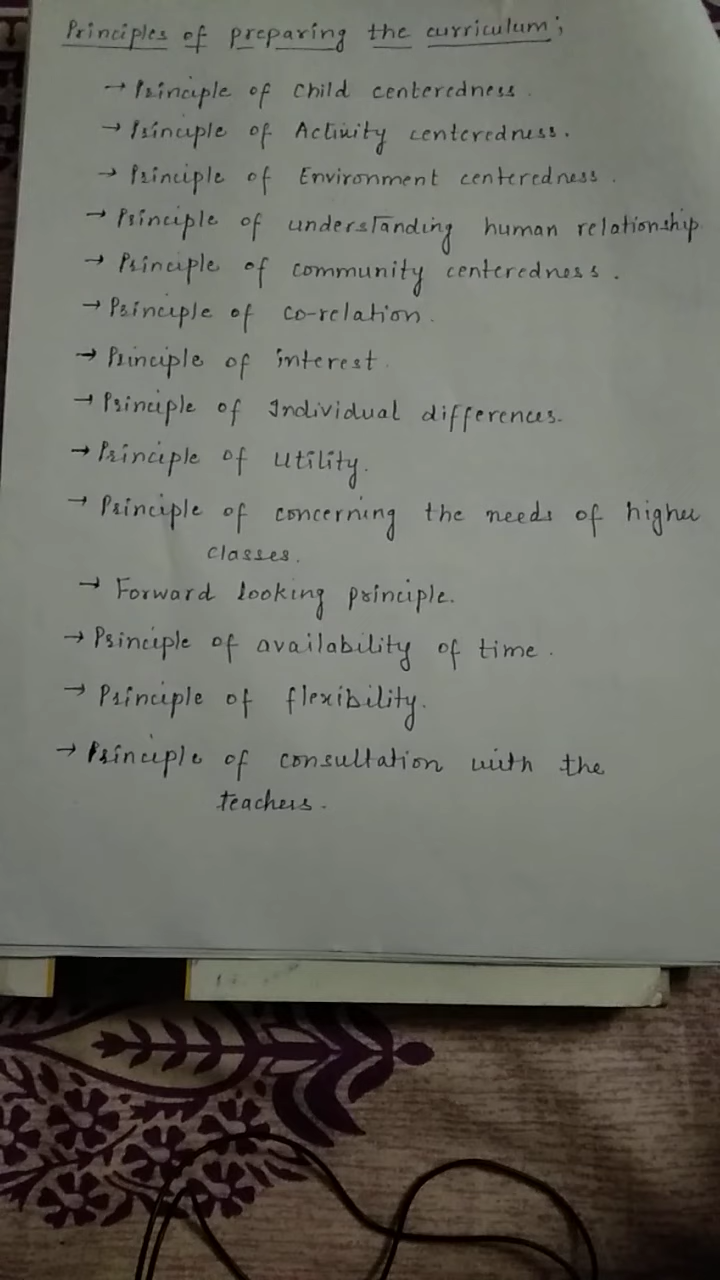 Principles of preparing the curriculum;
→ Principle of child centeredness.
→ Principle of Activity centeredness.
→ Principle of Environment centeredness.
→ Principle of understanding human relationship
→ Principle of community centeredness.
→ Principle of co-relation.
→ Principle of interest.
→ Principle of Individual differences.
→ Principle of Utility.
→ Principle of concerning the needs of higher
classes.
→ Forward looking principle.
→ Principle of availability of time.
→ Principle of flexibility.
→ Principle of consultation with the
teachers.